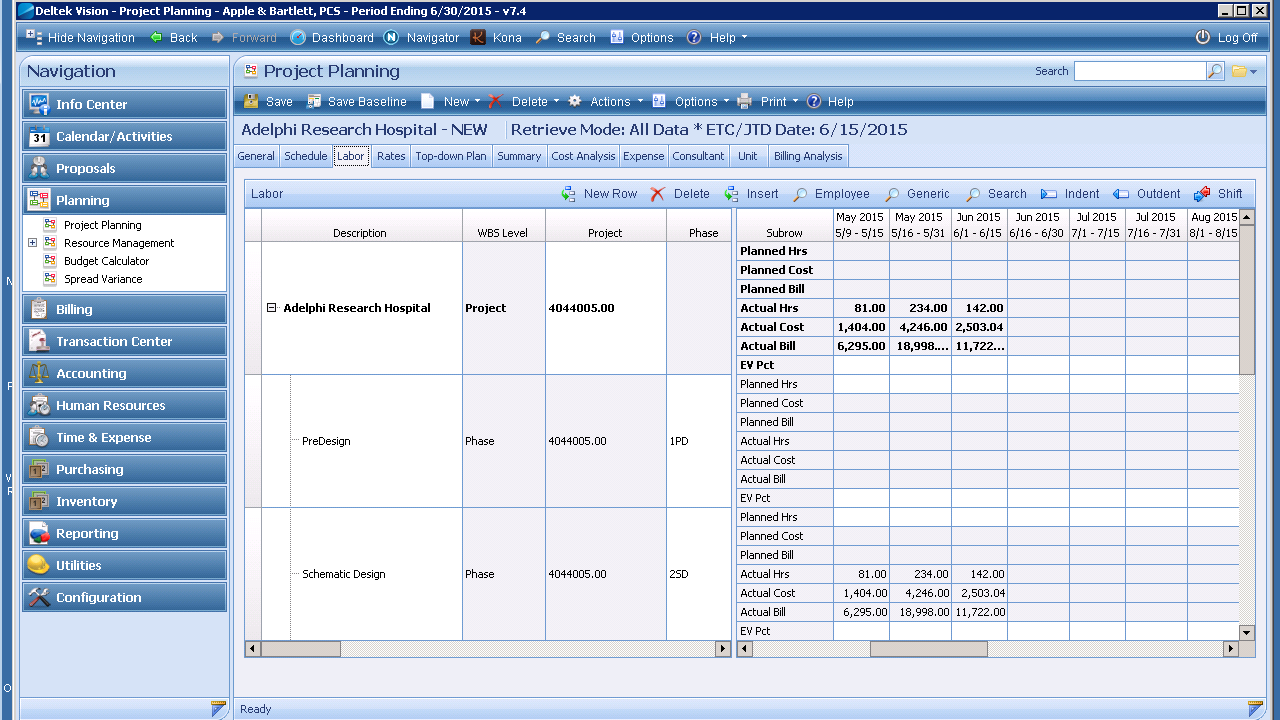 Deltek Vision - Project Planning - Apple & Bartlett, PCS - Period Ending 6/30/2015 - v7.4
Hide Navigation Back Forward Dashboard Navigator Kona Search Options Help Log Off
Navigation
Info Center
Calendar/Activities
Proposals
Planning
Project Planning
Resource Management
Budget Calculator
Spread Variance
Billing
Transaction Center
Accounting
Human Resources
Time & Expense
Purchasing
Inventory
Reporting
Utilities
Configuration
Project Planning Search
Save Save Baseline New Delete Actions Options Print Help
Adelphi Research Hospital - NEW Retrieve Mode: All Data * ETC/JTD Date: 6/15/2015
General Schedule Labor Rates Top-down Plan Summary Cost Analysis Expense Consultant Unit Billing Analysis
Labor New Row Delete Insert Employee Generic Search Indent Outdent Shift
May 2015 May 2015 Jun 2015 Jun 2015 Jul 2015 Jul 2015 Aug 2015
Description WBS Level Project Phase Subrow 5/9 - 5/15 5/16 - 5/31 6/1 - 6/15 6/16 - 6/30 7/1 - 7/15 7/16 - 7/31 8/1 - 8/15
Planned Hrs
Planned Cost
Planned Bill
Adelphi Research Hospital Project 4044005.00 Actual Hrs 81.00 234.00 142.00
Actual Cost 1,404.00 4,246.00 2,503.04
Actual Bill 6,295.00 18,998.... 11,722...
EV Pct
Planned Hrs
Planned Cost
Planned Bill
PreDesign Phase 4044005.00 1PD Actual Hrs
Actual Cost
Actual Bill
EV Pct
Planned Hrs
Planned Cost
Planned Bill
Schematic Design Phase 4044005.00 2SD Actual Hrs 81.00 234.00 142.00
Actual Cost 1,404.00 4,246.00 2,503.04
Actual Bill 6,295.00 18,998.00 11,722.00
EV Pct
Ready